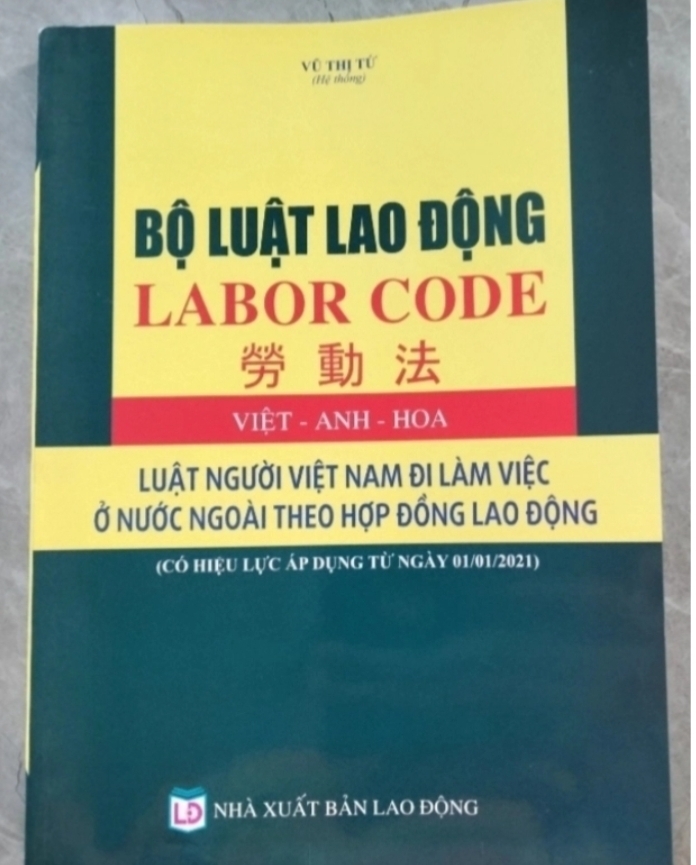 VŨ THỊ TỨ
(Hệ thống)
BỘ LUẬT LAO ĐỘNG
LABOR CODE
勞動法
VIỆT - ANH - HOA
LUẬT NGƯỜI VIỆT NAM ĐI LÀM VIỆC
Ở NƯỚC NGOÀI THEO HỢP ĐỒNG LAO ĐỘNG
(CÓ HIỆU LỰC ÁP DỤNG TỪ NGÀY 01/01/2021)
LĐ NHÀ XUẤT BẢN LAO ĐỘNG